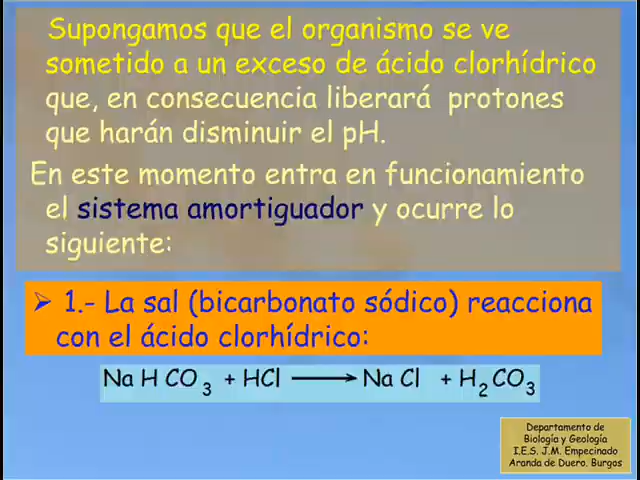 Supongamos que el organismo se ve
sometido a un exceso de ácido clorhídrico
que, en consecuencia liberará protones
que harán disminuir el pH.
En este momento entra en funcionamiento
el sistema amortiguador y ocurre lo
siguiente:
➢ 1.- La sal (bicarbonato sódico) reacciona
con el ácido clorhídrico:
Na H CO₃ + HCl ⟶ Na Cl + H₂CO₃
Departamento de
Biología y Geología
I.E.S. J.M. Empecinado
Aranda de Duero. Burgos